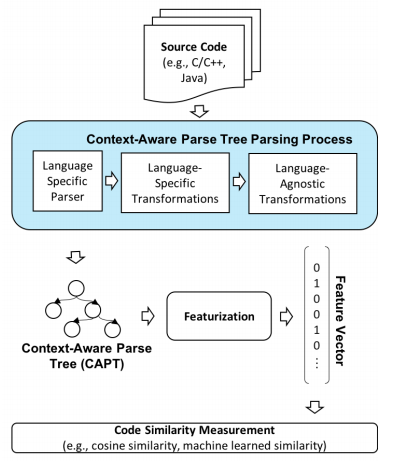 Source Code
(e.g., C/C++,
Java)
Context-Aware Parse Tree Parsing Process
Language
Specific
Parser
Language-
Specific
Transformations
Language-
Agnostic
Transformations
Context-Aware Parse
Tree (CAPT)
Featurization
0
1
0
0
1
0
⋮
Feature Vector
Code Similarity Measurement
(e.g., cosine similarity, machine learned similarity)